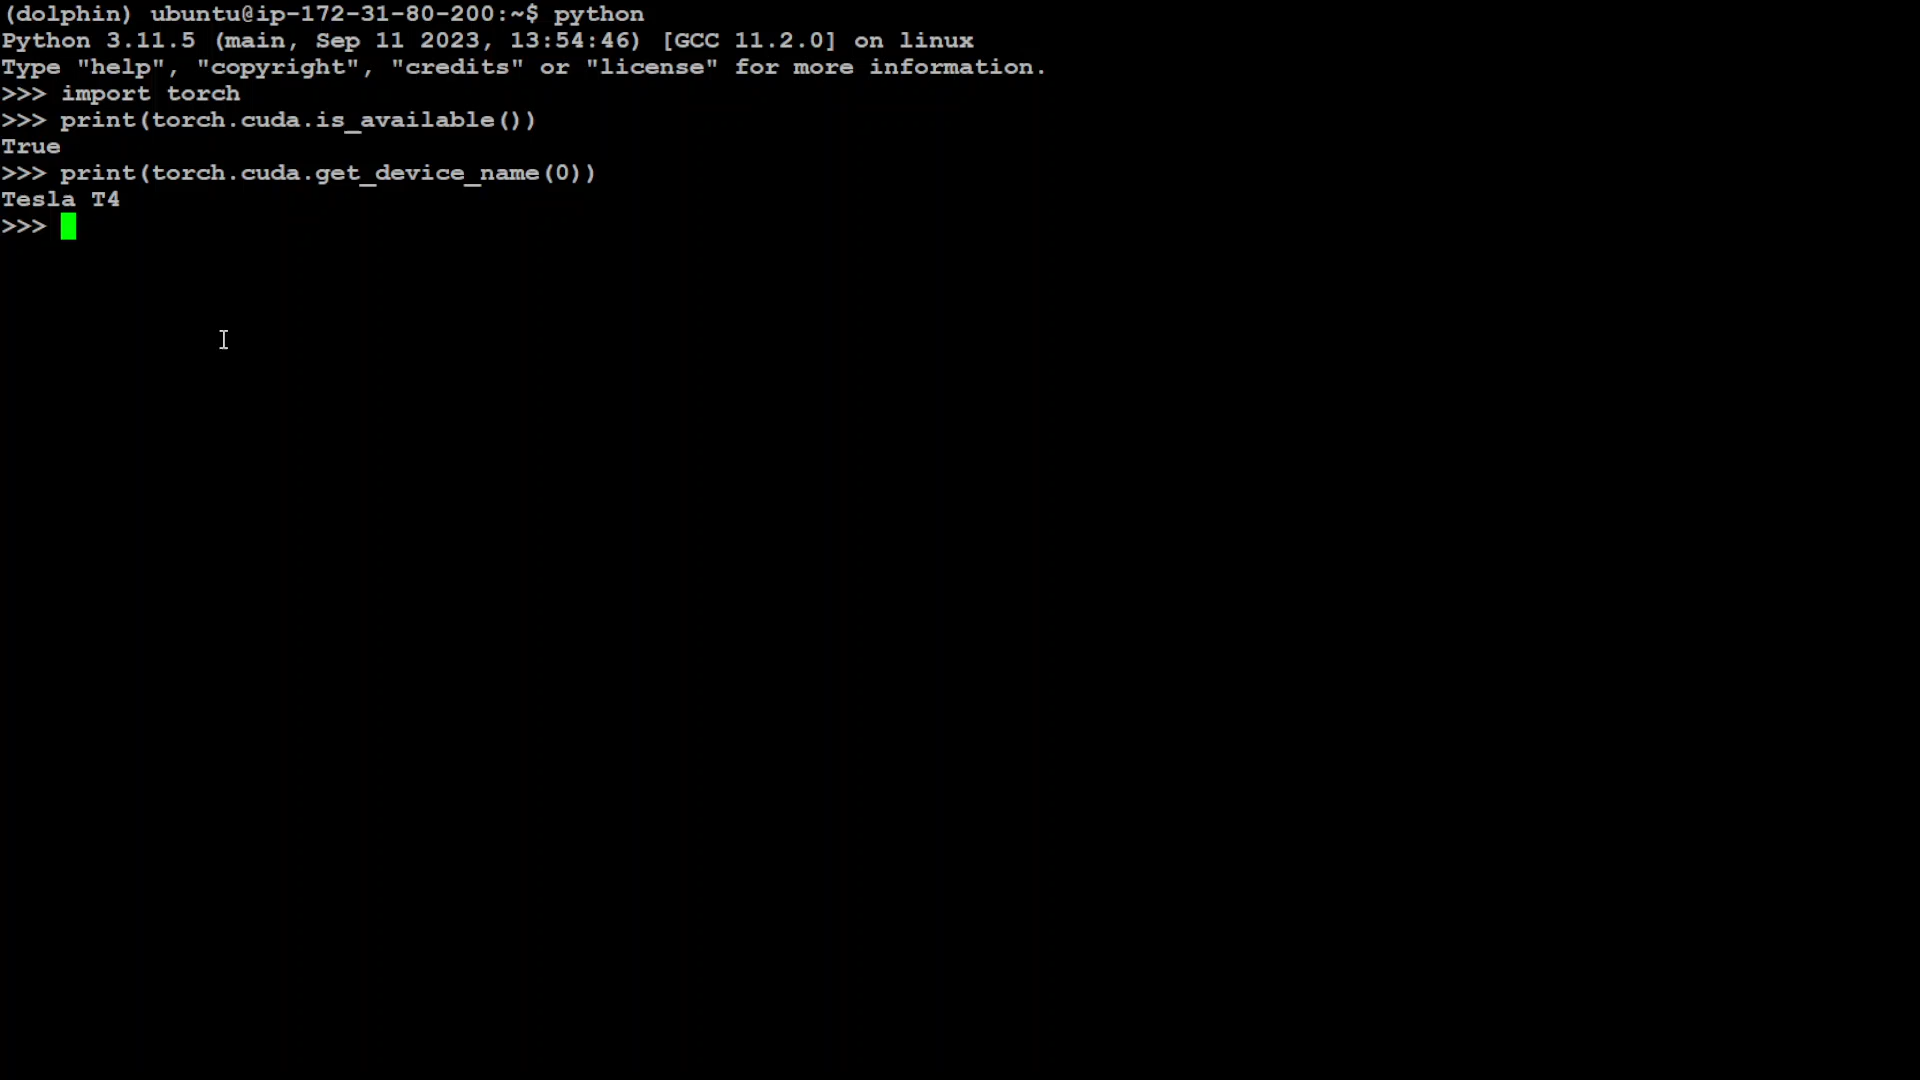 (dolphin) ubuntu@ip-172-31-80-200:~$ python
Python 3.11.5 (main, Sep 11 2023, 13:54:46) [GCC 11.2.0] on linux
Type "help", "copyright", "credits" or "license" for more information.
>>> import torch
>>> print(torch.cuda.is_available())
True
>>> print(torch.cuda.get_device_name(0))
Tesla T4
>>>